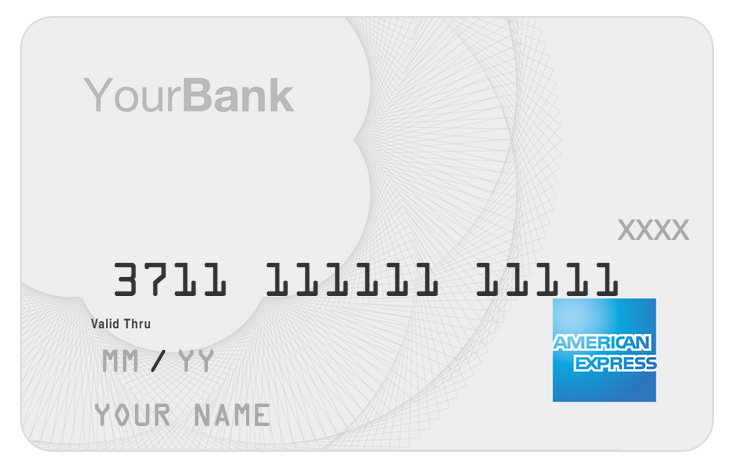 YourBank
XXXX
3711 111111 11111
Valid Thru
MM / YY
YOUR NAME
AMERICAN
EXPRESS